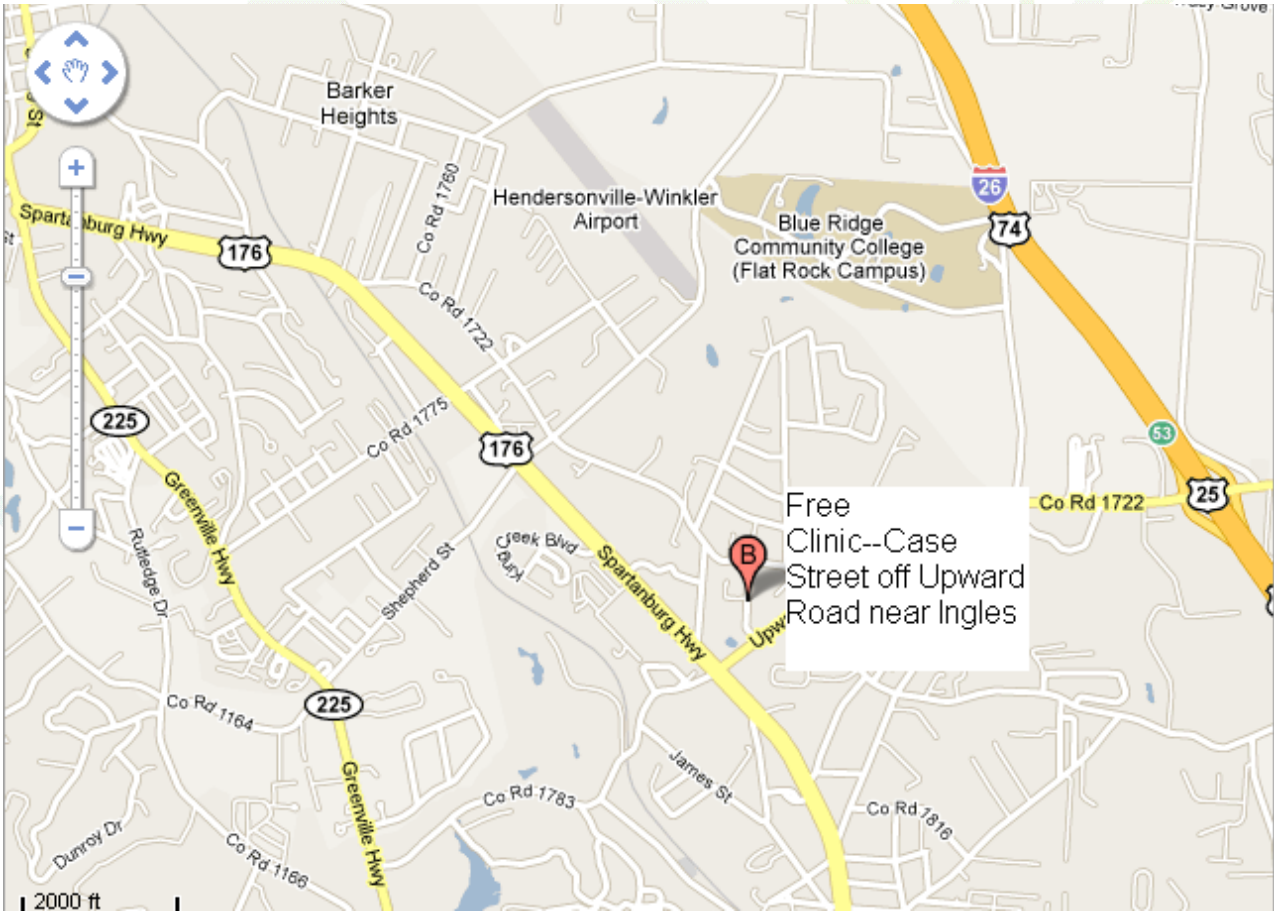 Barker
Heights
Co Rd 1760
Hendersonville-Winkler
Airport
26
74
Blue Ridge
Community College
(Flat Rock Campus)
Spartanburg Hwy
176
Co Rd 1722
225
Co Rd 1775
176
53
Co Rd 1722
25
Greenville Hwy
Rutledge Dr
Shepherd St
King Creek Blvd
Spartanburg Hwy
B
Free
Clinic--Case
Street off Upward
Road near Ingles
Upw
Co Rd 1164
225
James St
Greenville Hwy
Co Rd 1783
Co Rd 1816
Dunroy Dr
Co Rd 1166
2000 ft